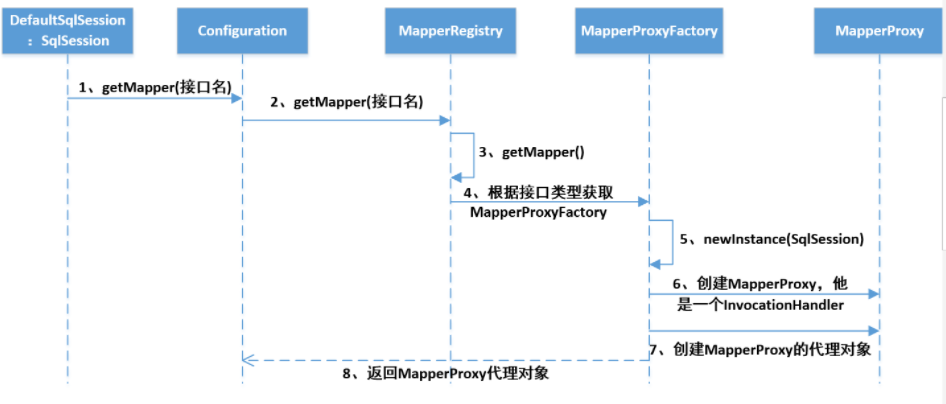 DefaultSqlSession
：SqlSession
Configuration
MapperRegistry
MapperProxyFactory
MapperProxy
1、getMapper(接口名)
2、getMapper(接口名)
3、getMapper()
4、根据接口类型获取
MapperProxyFactory
5、newInstance(SqlSession)
6、创建MapperProxy，他
是一个InvocationHandler
7、创建MapperProxy的代理对象
8、返回MapperProxy代理对象